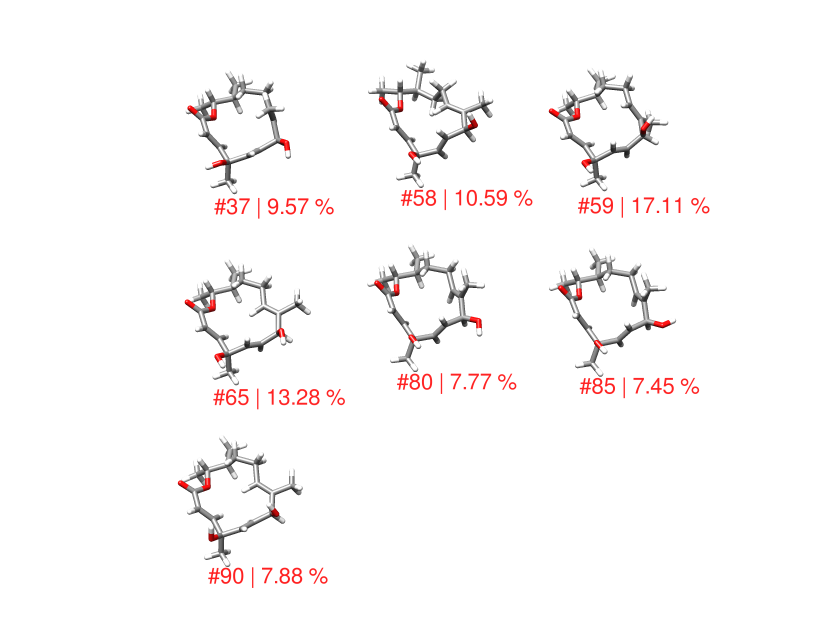 #37 | 9.57 %
#58 | 10.59 %
#59 | 17.11 %
#65 | 13.28 %
#80 | 7.77 %
#85 | 7.45 %
#90 | 7.88 %